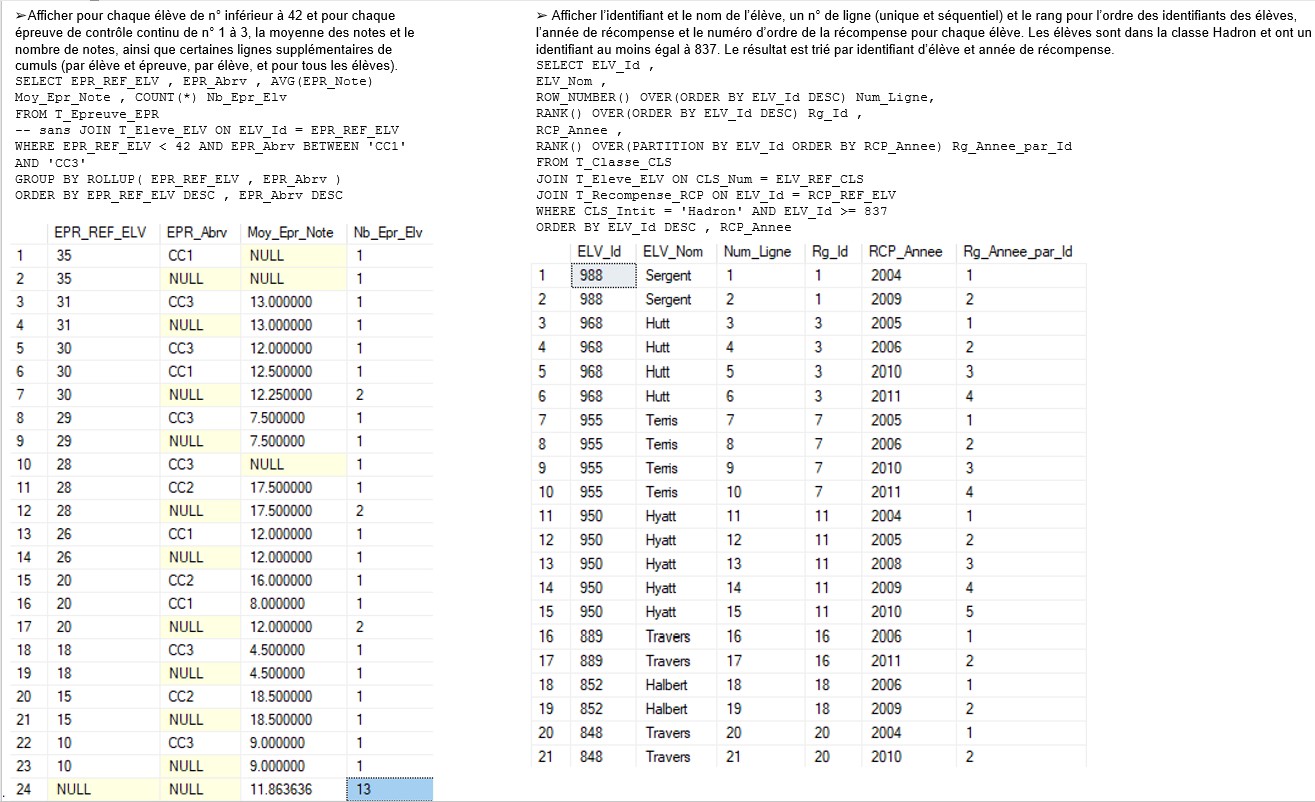 ➢Afficher pour chaque élève de n° inférieur à 42 et pour chaque
épreuve de contrôle continu de n° 1 à 3, la moyenne des notes et le
nombre de notes, ainsi que certaines lignes supplémentaires de
cumuls (par élève et épreuve, par élève, et pour tous les élèves).
SELECT EPR_REF_ELV , EPR_Abrv , AVG(EPR_Note)
Moy_Epr_Note , COUNT(*) Nb_Epr_Elv
FROM T_Epreuve_EPR
-- sans JOIN T_Eleve_ELV ON ELV_Id = EPR_REF_ELV
WHERE EPR_REF_ELV < 42 AND EPR_Abrv BETWEEN 'CC1'
AND 'CC3'
GROUP BY ROLLUP( EPR_REF_ELV , EPR_Abrv )
ORDER BY EPR_REF_ELV DESC , EPR_Abrv DESC
EPR_REF_ELV EPR_Abrv Moy_Epr_Note Nb_Epr_Elv
1 35 CC1 NULL 1
2 35 NULL NULL 1
3 31 CC3 13.000000 1
4 31 NULL 13.000000 1
5 30 CC3 12.000000 1
6 30 CC1 12.500000 1
7 30 NULL 12.250000 2
8 29 CC3 7.500000 1
9 29 NULL 7.500000 1
10 28 CC3 NULL 1
11 28 CC2 17.500000 1
12 28 NULL 17.500000 2
13 26 CC1 12.000000 1
14 26 NULL 12.000000 1
15 20 CC2 16.000000 1
16 20 CC1 8.000000 1
17 20 NULL 12.000000 2
18 18 CC3 4.500000 1
19 18 NULL 4.500000 1
20 15 CC2 18.500000 1
21 15 NULL 18.500000 1
22 10 CC3 9.000000 1
23 10 NULL 9.000000 1
24 NULL NULL 11.863636 13
➢ Afficher l'identifiant et le nom de l'élève, un n° de ligne (unique et séquentiel) et le rang pour l'ordre des identifiants des élèves,
l'année de récompense et le numéro d'ordre de la récompense pour chaque élève. Les élèves sont dans la classe Hadron et ont un
identifiant au moins égal à 837. Le résultat est trié par identifiant d'élève et année de récompense.
SELECT ELV_Id ,
ELV_Nom ,
ROW_NUMBER() OVER(ORDER BY ELV_Id DESC) Num_Ligne,
RANK() OVER(ORDER BY ELV_Id DESC) Rg_Id ,
RCP_Annee ,
RANK() OVER(PARTITION BY ELV_Id ORDER BY RCP_Annee) Rg_Annee_par_Id
FROM T_Classe_CLS
JOIN T_Eleve_ELV ON CLS_Num = ELV_REF_CLS
JOIN T_Recompense_RCP ON ELV_Id = RCP_REF_ELV
WHERE CLS_Intit = 'Hadron' AND ELV_Id >= 837
ORDER BY ELV_Id DESC , RCP_Annee
ELV_Id ELV_Nom Num_Ligne Rg_Id RCP_Annee Rg_Annee_par_Id
1 988 Sergent 1 1 2004 1
2 988 Sergent 2 1 2009 2
3 968 Hutt 3 3 2005 1
4 968 Hutt 4 3 2006 2
5 968 Hutt 5 3 2010 3
6 968 Hutt 6 3 2011 4
7 955 Terris 7 7 2005 1
8 955 Terris 8 7 2006 2
9 955 Terris 9 7 2010 3
10 955 Terris 10 7 2011 4
11 950 Hyatt 11 11 2004 1
12 950 Hyatt 12 11 2005 2
13 950 Hyatt 13 11 2008 3
14 950 Hyatt 14 11 2009 4
15 950 Hyatt 15 11 2010 5
16 889 Travers 16 16 2006 1
17 889 Travers 17 16 2011 2
18 852 Halbert 18 18 2006 1
19 852 Halbert 19 18 2009 2
20 848 Travers 20 20 2004 1
21 848 Travers 21 20 2010 2